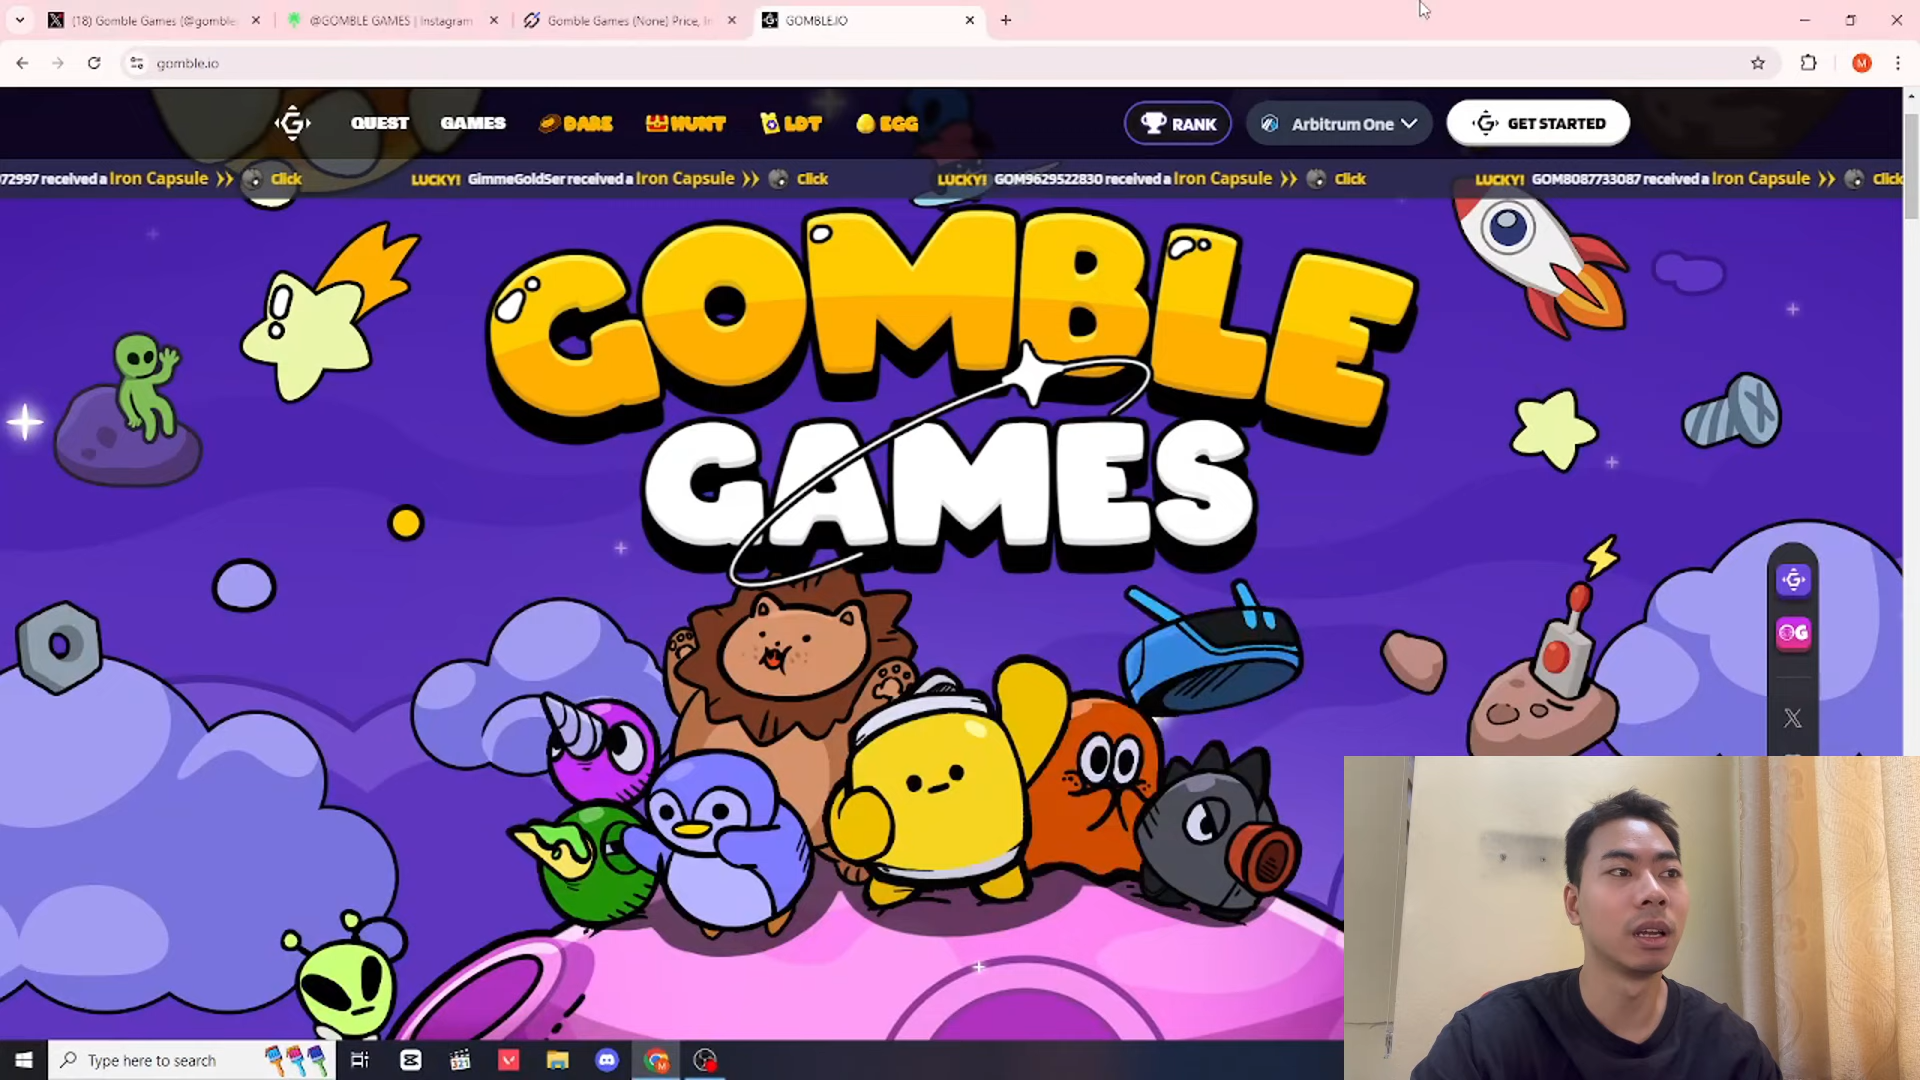 (18) Gomble Games (@gomble
@GOMBLE GAMES | Instagram
Gomble Games (None) Price, I
GOMBLE.IO
gomble.io
QUEST
GAMES
DARE
HUNT
LDT
EGG
RANK
Arbitrum One
GET STARTED
72997 received a Iron Capsule >> Click
LUCKY! GimmeGoldSer received a Iron Capsule >> Click
LUCKY! GOM9629522830 received a Iron Capsule >> Click
LUCKY! GOM8087733087 received a Iron Capsule >> Click
GOMBLE
GAMES
OG
X
Type here to search